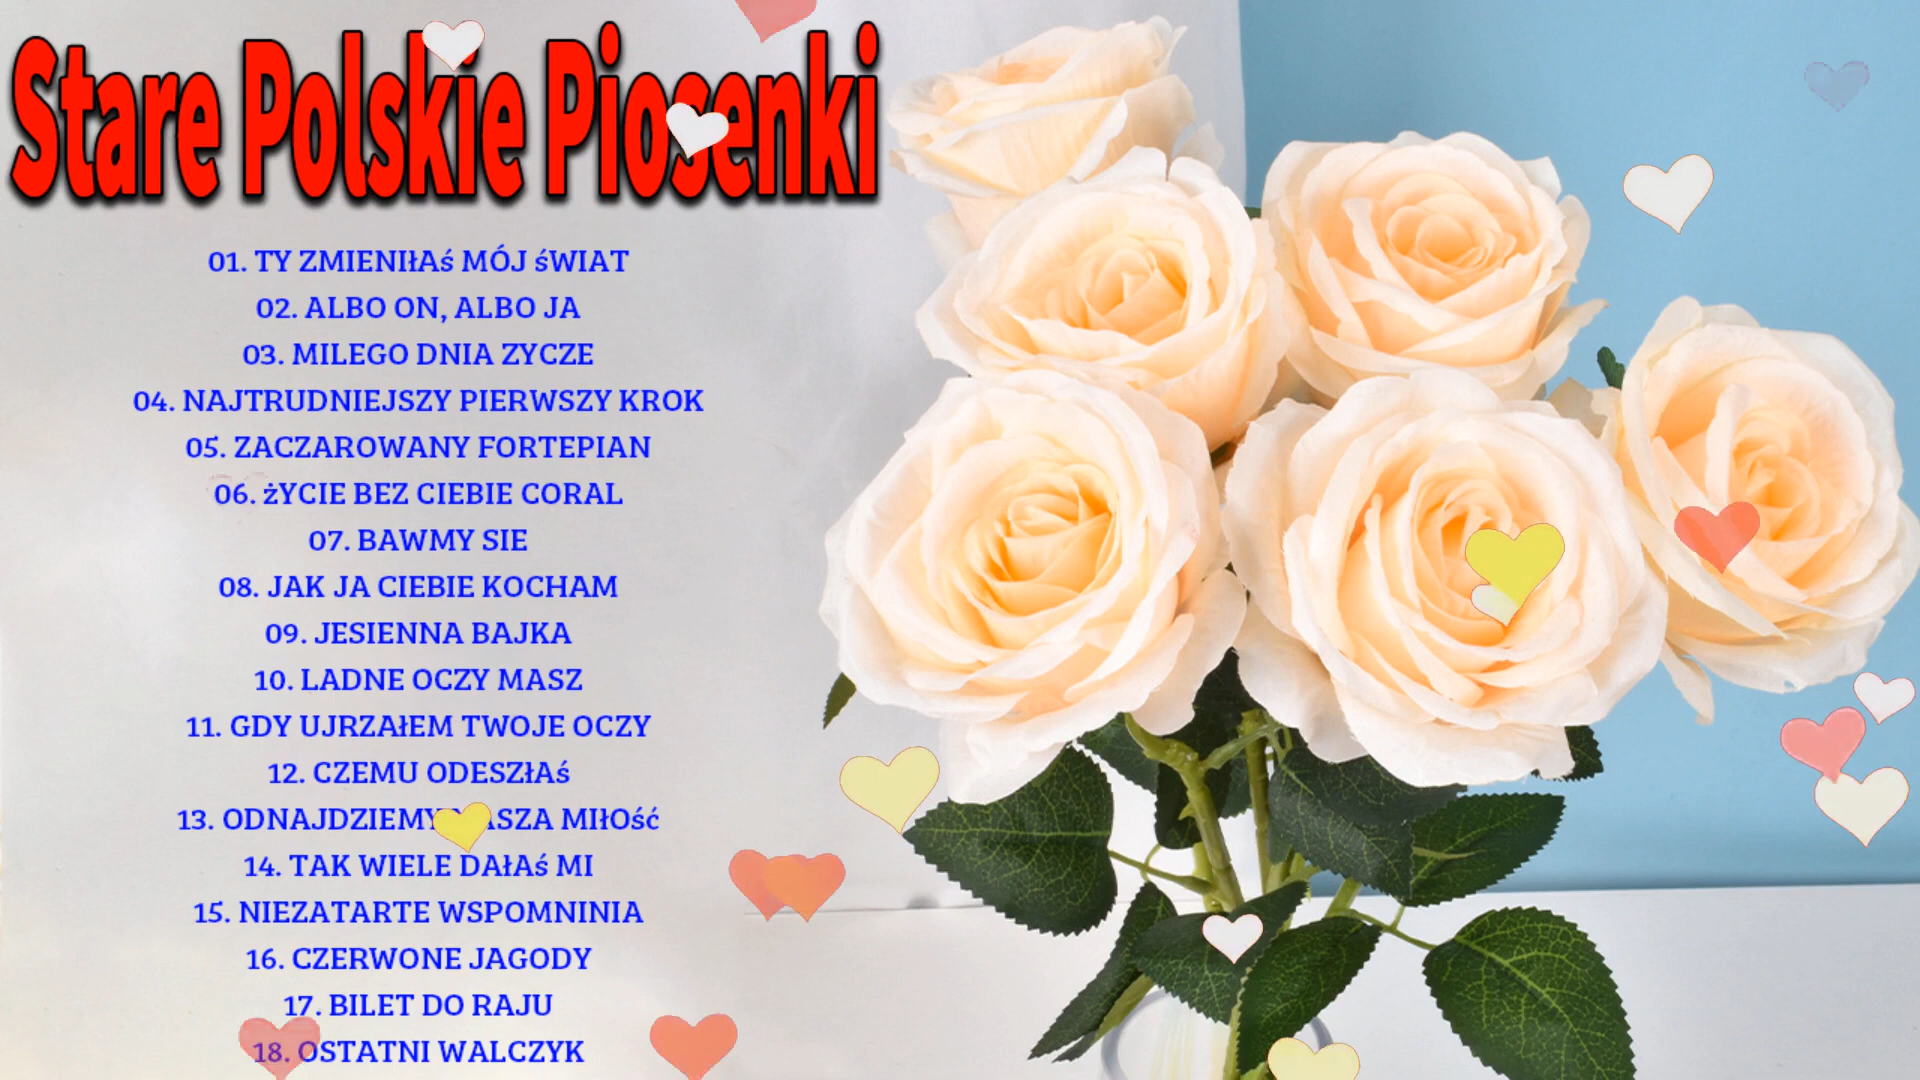 Stare Polskie Piosenki
01. TY ZMIENIłAś MÓJ śWIAT
02. ALBO ON, ALBO JA
03. MILEGO DNIA ZYCZE
04. NAJTRUDNIEJSZY PIERWSZY KROK
05. ZACZAROWANY FORTEPIAN
06. żYCIE BEZ CIEBIE CORAL
07. BAWMY SIE
08. JAK JA CIEBIE KOCHAM
09. JESIENNA BAJKA
10. LADNE OCZY MASZ
11. GDY UJRZAłEM TWOJE OCZY
12. CZEMU ODESZłAś
13. ODNAJDZIEMY MIłOść
14. TAK WIELE DAłAś MI
15. NIEZATARTE WSPOMNINIA
16. CZERWONE JAGODY
17. BILET DO RAJU
18. OSTATNI WALCZYK